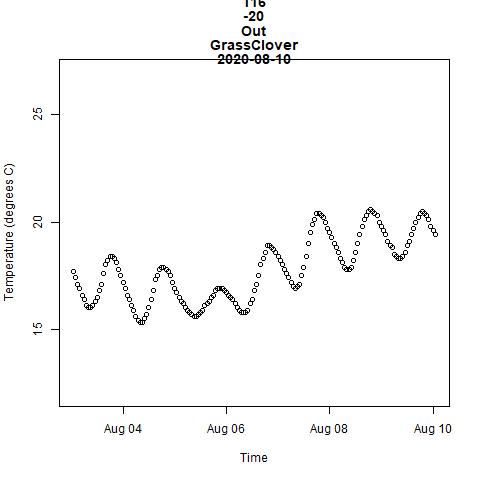 T16
-20
Out
GrassClover
2020-08-10
Temperature (degrees C)
25
20
15
Aug 04
Aug 06
Aug 08
Aug 10
Time